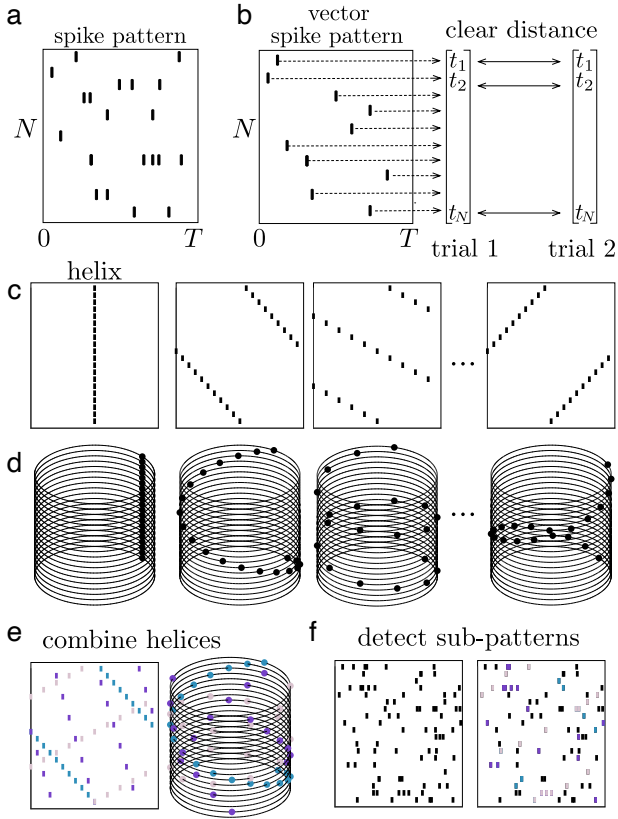 a
spike pattern
N
0
T
b
vector
spike pattern
clear distance
N
0
T
t1
t2
tN
trial 1
t1
t2
tN
trial 2
helix
c
...
d
...
e
combine helices
f
detect sub-patterns